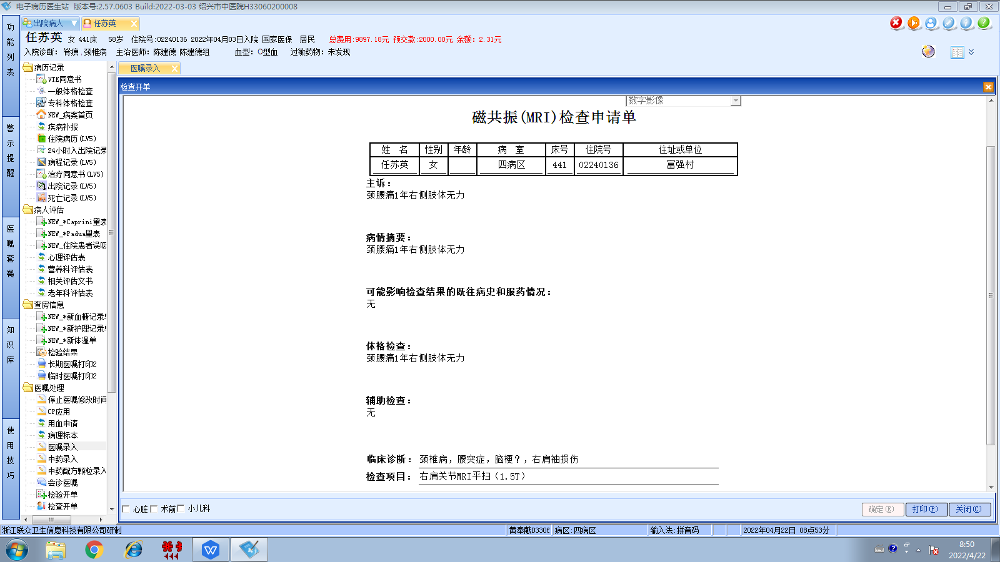 电子病历医生站 版本号:2.57.0603 Build:2022-03-03 绍兴市中医院H33060200008
功能列表
警示提醒
医嘱套餐
知识库
使用技巧
出院病人 任苏英
任苏英 女 441床 58岁 住院号:02240136 2022年04月03日入院 国家医保 居民 总费用:9897.18元 预交款:2000.00元 余额: 2.31元
入院诊断: 脊痹,颈椎病 主治医师: 陈建德 陈建德组 血型: O型血 过敏药物: 未发现
病历记录
VTE同意书
一般体格检查
专科体格检查
NEW_病案首页
疾病补报
住院病历(LV5)
24小时入出院记录
病程记录(LV5)
治疗同意书(LV5)
出院记录(LV5)
死亡记录(LV5)
病人评估
NEW_*Caprini量表
NEW_*Padua量表
NEW_住院患者误吸
心理评估表
营养科评估表
相关评估文书
老年科评估表
查房信息
NEW_*新血糖记录单
NEW_*新护理记录单
NEW_*新体温单
检验结果
长期医嘱打印2
临时医嘱打印2
医嘱处理
停止医嘱修改时间
CP应用
用血申请
病理标本
医嘱录入
中药录入
中药配方颗粒录入
会诊医嘱
检验开单
检查开单
医嘱录入
检查开单
数字影像
磁共振(MRI)检查申请单
姓 名 性别 年龄 病 室 床号 住院号 住址或单位
任苏英 女 四病区 441 02240136 富强村
主诉:
颈腰痛1年右侧肢体无力
病情摘要:
颈腰痛1年右侧肢体无力
可能影响检查结果的既往病史和服药情况:
无
体格检查:
颈腰痛1年右侧肢体无力
辅助检查:
无
临床诊断: 颈椎病,腰突症,脑梗?,右肩袖损伤
检查项目: 右肩关节MRI平扫(1.5T)
心脏 术前 小儿科 确定(E) 打印(P) 关闭(C)
浙江联众卫生信息科技有限公司研制 黄奉献D3306 病区:四病区 输入法:拼音码 2022年04月22日 08点53分
8:50
2022/4/22